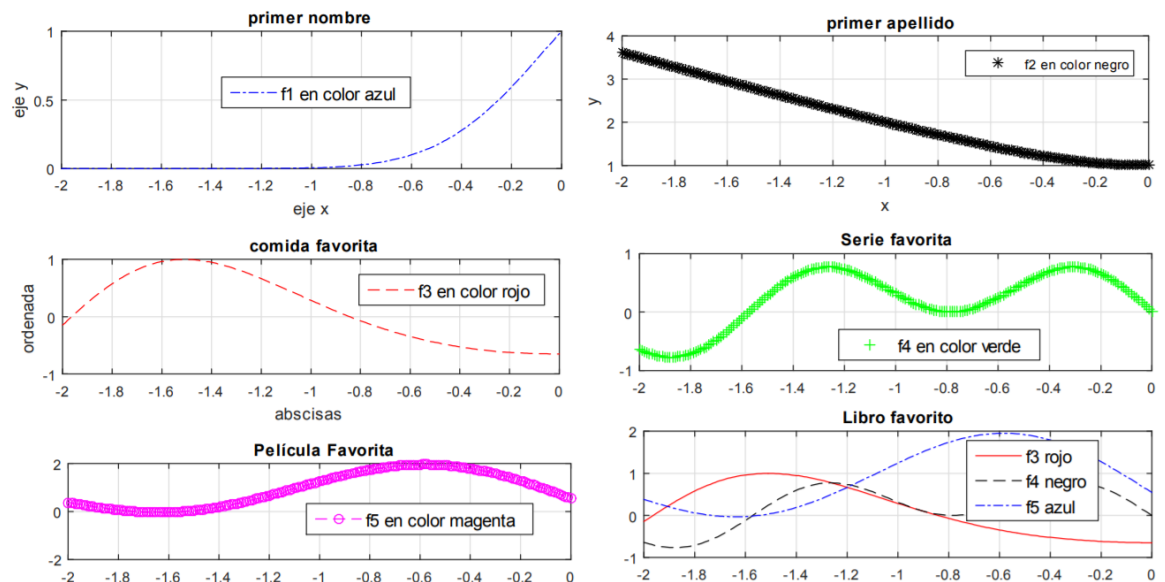 primer nombre
1
0.5
0
eje y
f1 en color azul
-2 -1.8 -1.6 -1.4 -1.2 -1 -0.8 -0.6 -0.4 -0.2 0
eje x
primer apellido
4
3
2
1
y
f2 en color negro
-2 -1.8 -1.6 -1.4 -1.2 -1 -0.8 -0.6 -0.4 -0.2 0
x
comida favorita
1
0
-1
ordenada
f3 en color rojo
-2 -1.8 -1.6 -1.4 -1.2 -1 -0.8 -0.6 -0.4 -0.2 0
abscisas
Serie favorita
1
0
-1
f4 en color verde
-2 -1.8 -1.6 -1.4 -1.2 -1 -0.8 -0.6 -0.4 -0.2 0
Película Favorita
2
0
-2
f5 en color magenta
-2 -1.8 -1.6 -1.4 -1.2 -1 -0.8 -0.6 -0.4 -0.2 0
Libro favorito
2
1
0
-1
f3 rojo
f4 negro
f5 azul
-2 -1.8 -1.6 -1.4 -1.2 -1 -0.8 -0.6 -0.4 -0.2 0